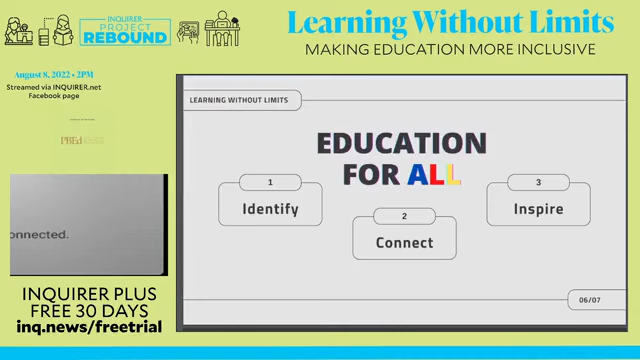 INQUIRER
PROJECT
REBOUND
Learning Without Limits
MAKING EDUCATION MORE INCLUSIVE
August 8, 2022 • 2PM
Streamed via INQUIRER.net
Facebook page
PBEd
onnected.
INQUIRER PLUS
FREE 30 DAYS
inq.news/freetrial
LEARNING WITHOUT LIMITS
EDUCATION
FOR ALL
1
Identify
2
Connect
3
Inspire
06/07